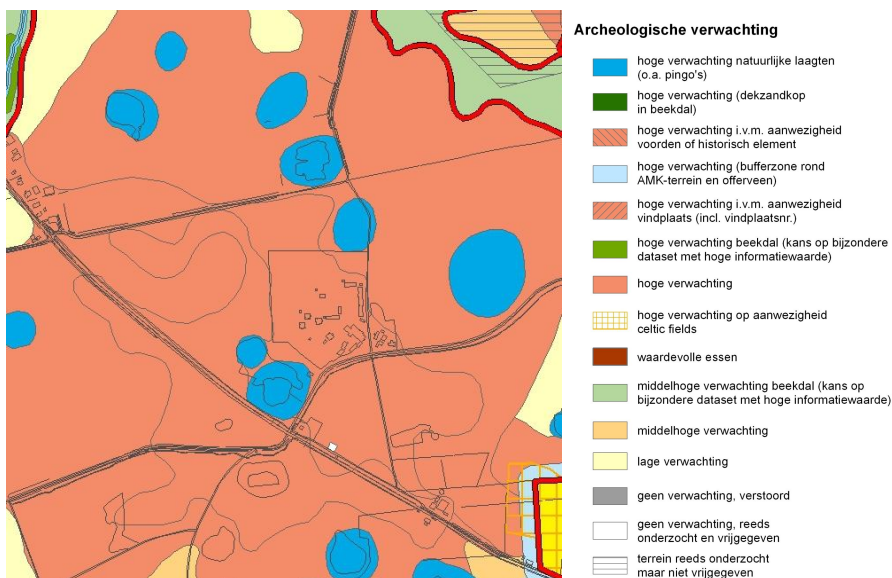 Archeologische verwachting
hoge verwachting natuurlijke laagten
(o.a. pingo's)
hoge verwachting (dekzandkop
in beekdal)
hoge verwachting i.v.m. aanwezigheid
voorden of historisch element
hoge verwachting (bufferzone rond
AMK-terrein en offerveen)
hoge verwachting i.v.m. aanwezigheid
vindplaats (incl. vindplaatsnr.)
hoge verwachting beekdal (kans op bijzondere
dataset met hoge informatiewaarde)
hoge verwachting
hoge verwachting op aanwezigheid
celtic fields
waardevolle essen
middelhoge verwachting beekdal (kans op
bijzondere dataset met hoge informatiewaarde)
middelhoge verwachting
lage verwachting
geen verwachting, verstoord
geen verwachting, reeds
onderzocht en vrijgegeven
terrein reeds onderzocht
maar niet vrijgegeven